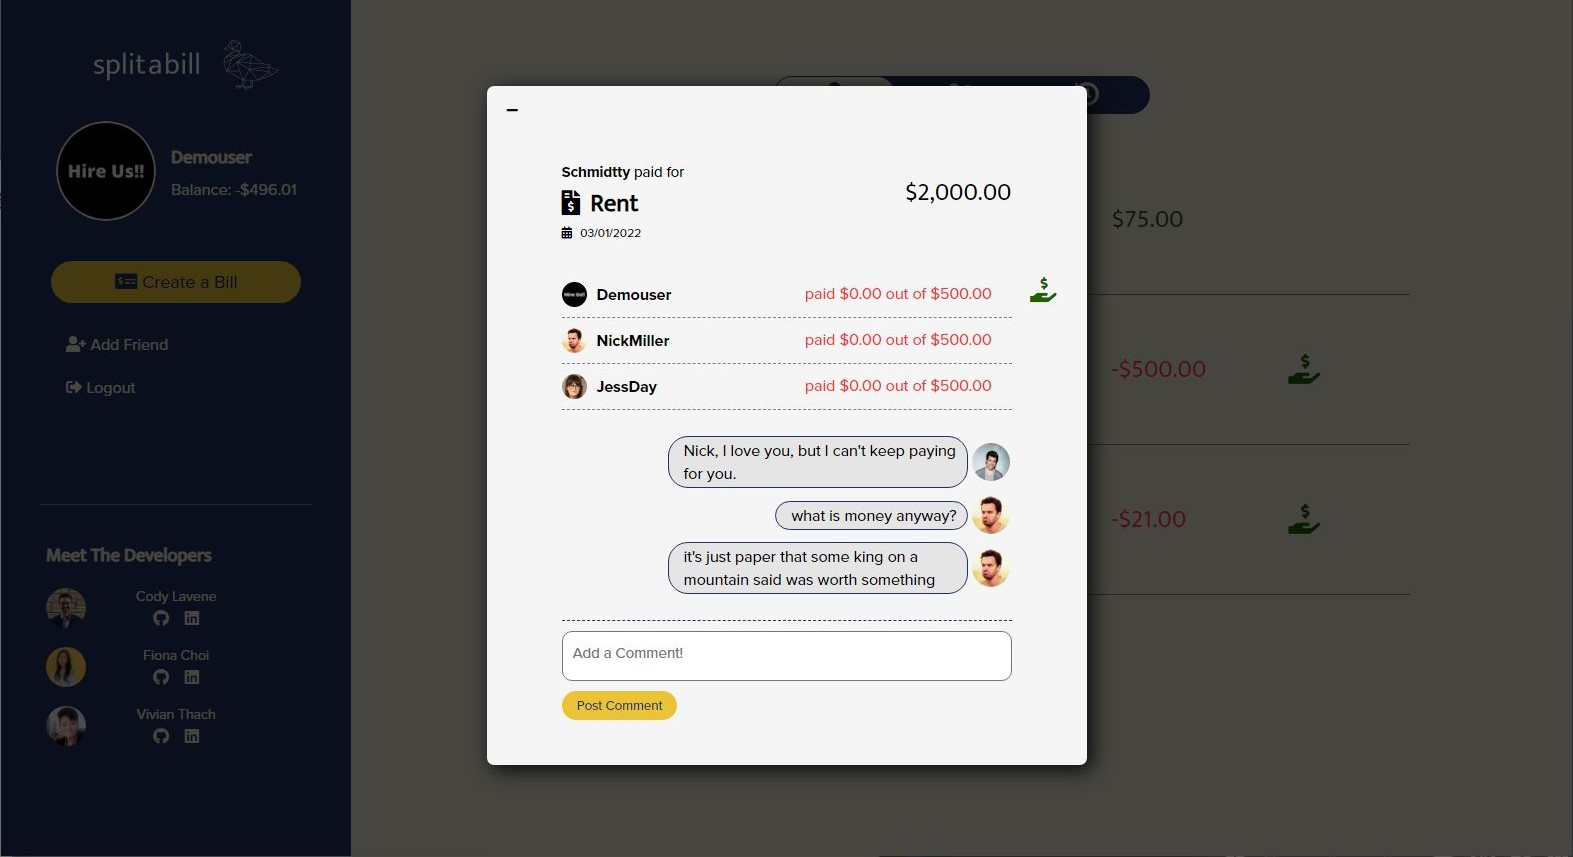 splitabill
Hire Us!!
Demouser
Balance: -$496.01
Create a Bill
Add Friend
Logout
Meet The Developers
Cody Lavene
Fiona Choi
Vivian Thach
Schmidtty paid for
Rent
$2,000.00
03/01/2022
Demouser paid $0.00 out of $500.00
NickMiller paid $0.00 out of $500.00
JessDay paid $0.00 out of $500.00
Nick, I love you, but I can't keep paying
for you.
what is money anyway?
it's just paper that some king on a
mountain said was worth something
Add a Comment!
Post Comment
$75.00
-$500.00
-$21.00